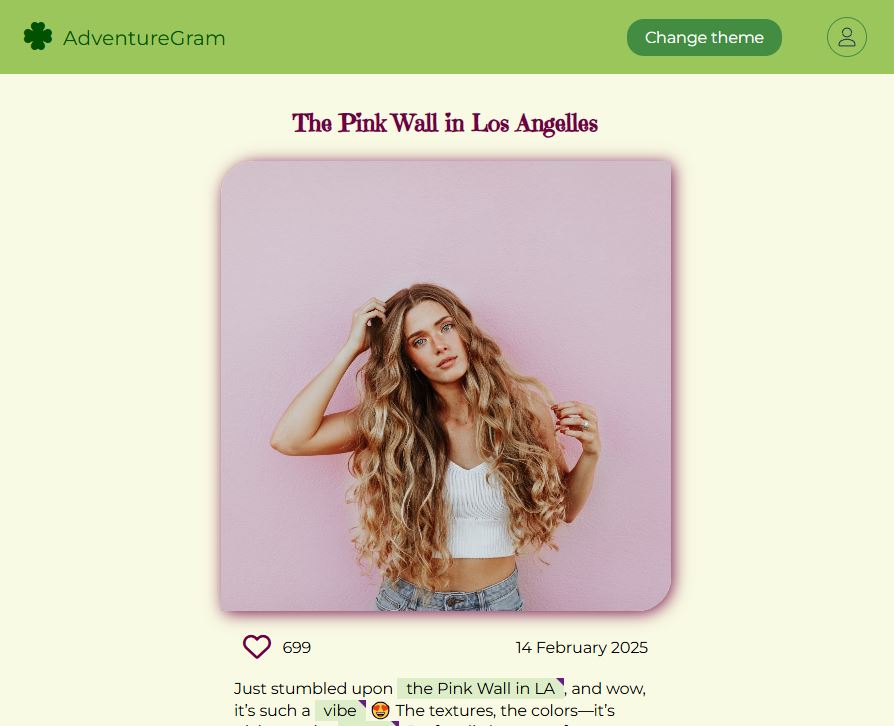 AdventureGram
Change theme
The Pink Wall in Los Angelles
699
14 February 2025
Just stumbled upon the Pink Wall in LA, and wow,
it's such a vibe 😍 The textures, the colors—it's